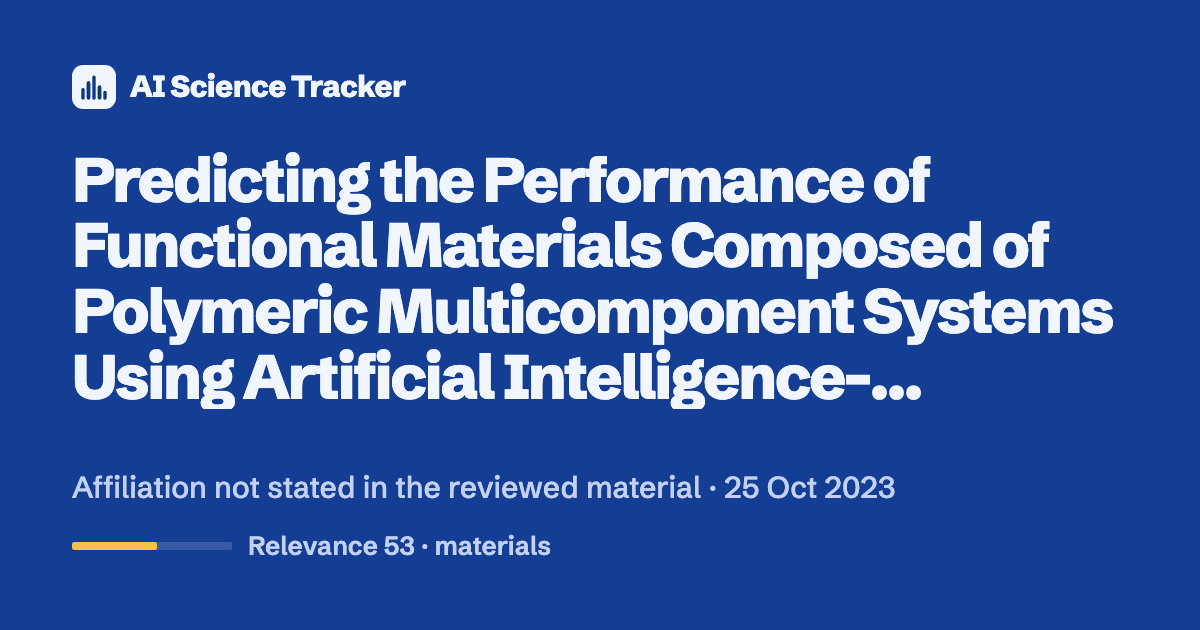 AI Science Tracker
Predicting the Performance of
Functional Materials Composed of
Polymeric Multicomponent Systems
Using Artificial Intelligence-...
Affiliation not stated in the reviewed material · 25 Oct 2023
Relevance 53 · materials